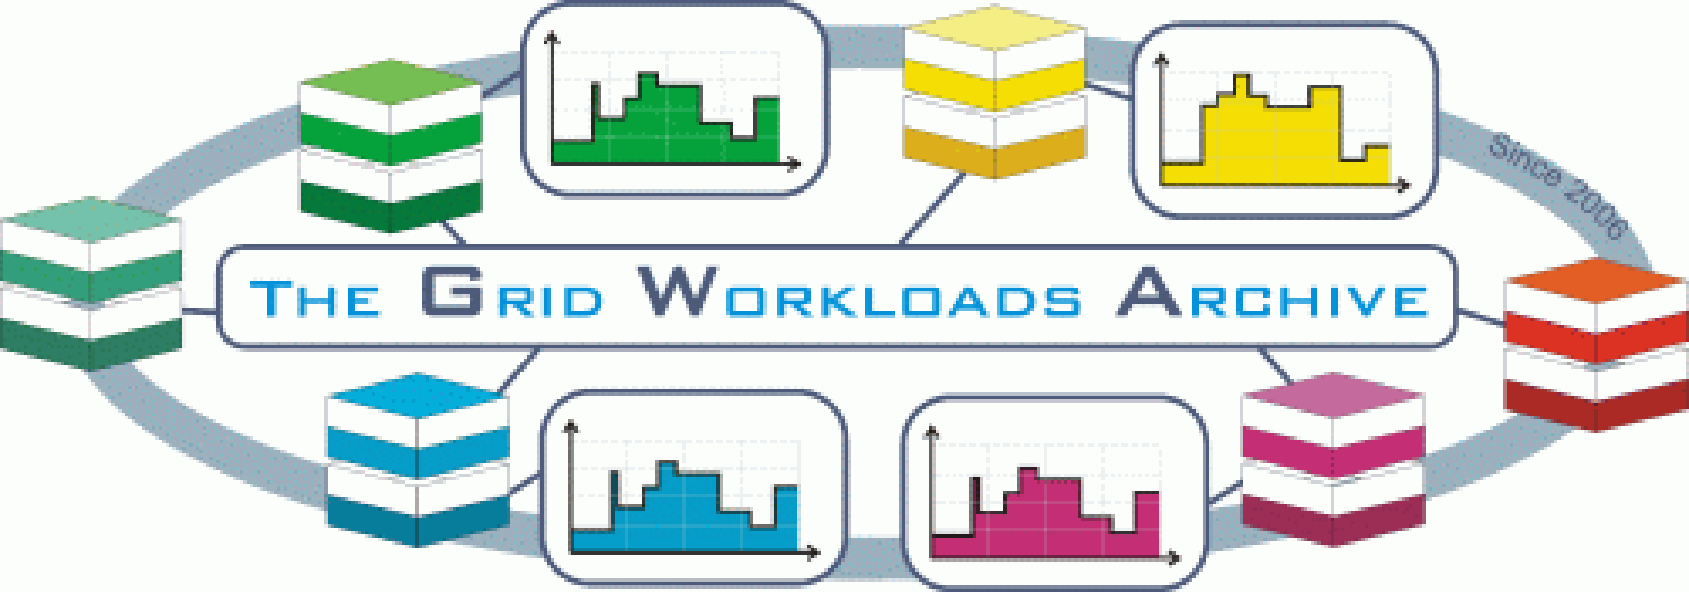 Since 2006
THE GRID WORKLOADS ARCHIVE